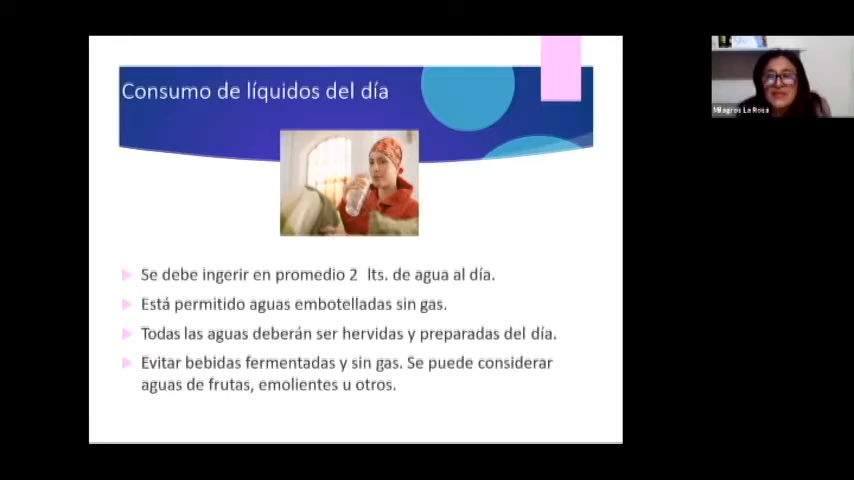 Consumo de líquidos del día
Milagros La Rosa
Se debe ingerir en promedio 2 lts. de agua al día.
Está permitido aguas embotelladas sin gas.
Todas las aguas deberán ser hervidas y preparadas del día.
Evitar bebidas fermentadas y sin gas. Se puede considerar
aguas de frutas, emolientes u otros.